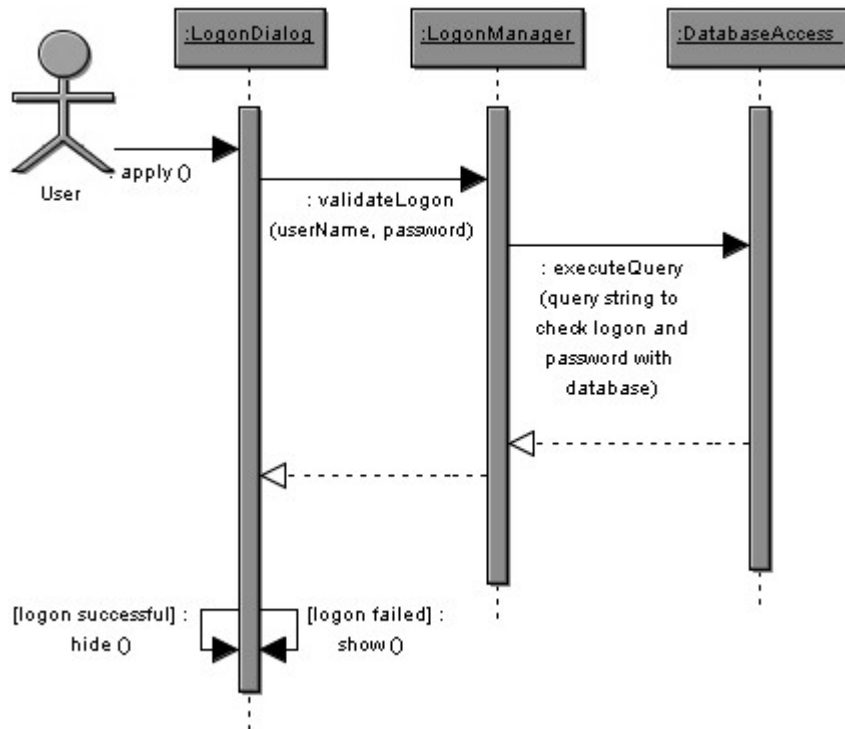 :LogonDialog
:LogonManager
:DatabaseAccess
User
: apply ()
: validateLogon
(userName, password)
: executeQuery
(query string to
check logon and
password with
database)
[logon successful] :
hide ()
[logon failed] :
show ()